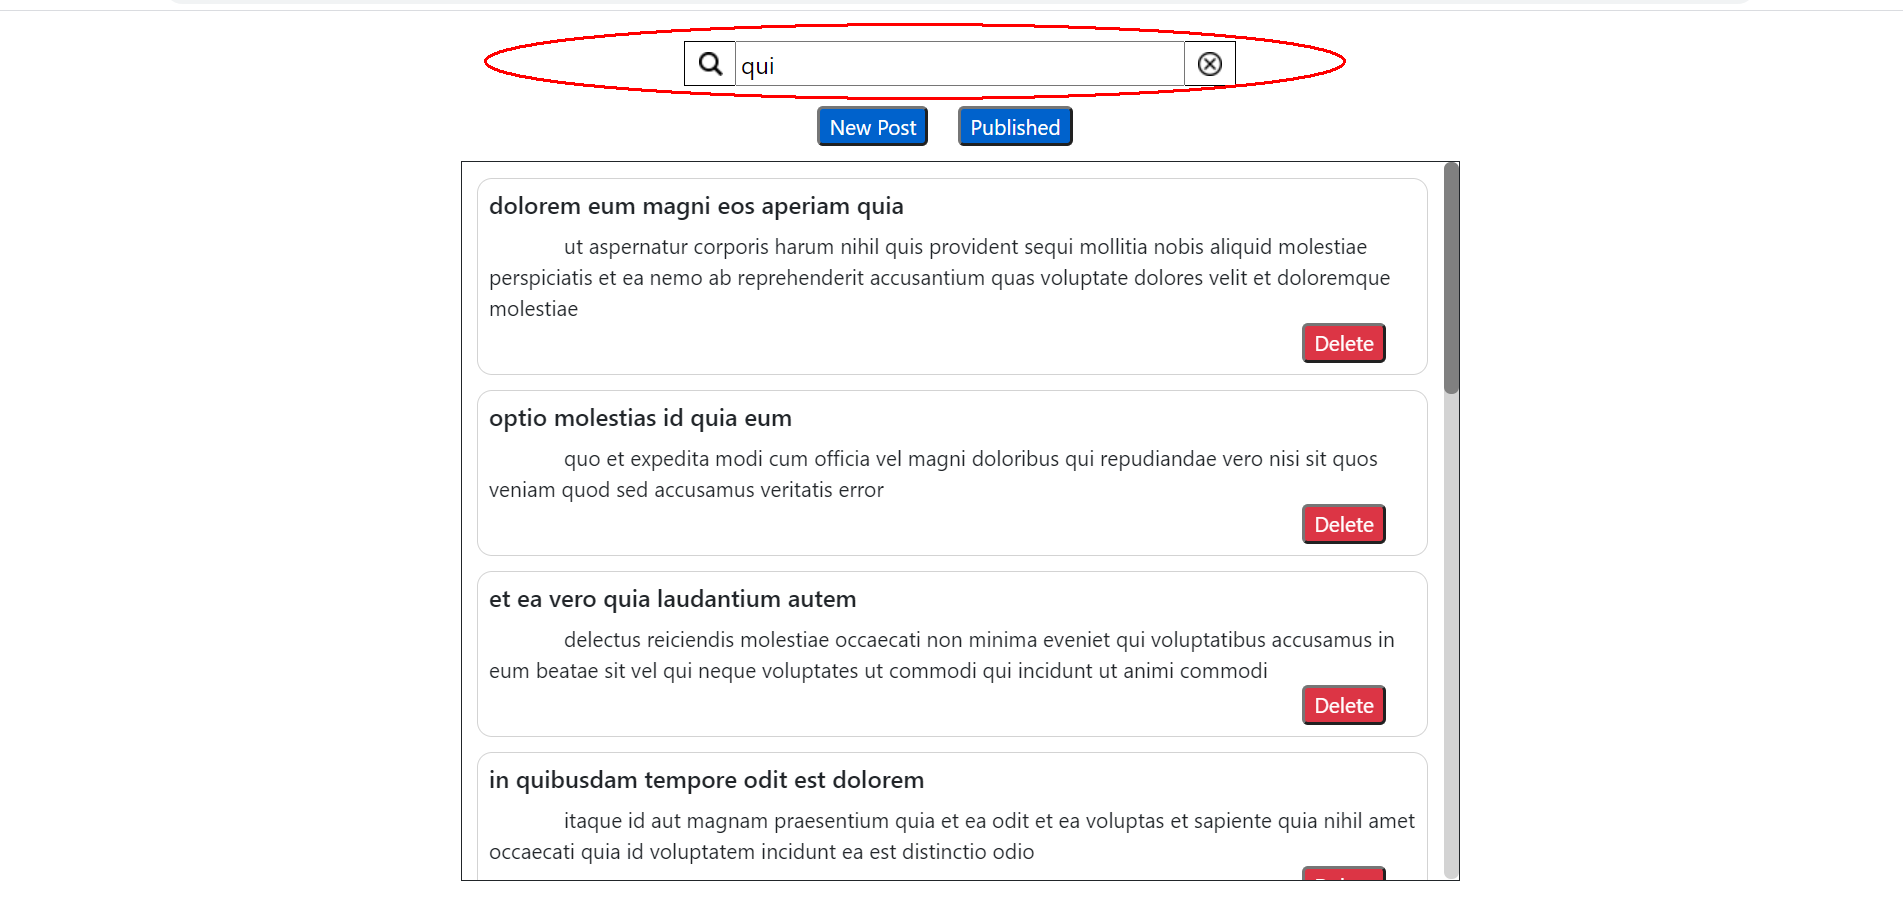 qui
New Post Published
dolorem eum magni eos aperiam quia
ut aspernatur corporis harum nihil quis provident sequi mollitia nobis aliquid molestiae
perspiciatis et ea nemo ab reprehenderit accusantium quas voluptate dolores velit et doloremque
molestiae
Delete
optio molestias id quia eum
quo et expedita modi cum officia vel magni doloribus qui repudiandae vero nisi sit quos
veniam quod sed accusamus veritatis error
Delete
et ea vero quia laudantium autem
delectus reiciendis molestiae occaecati non minima eveniet qui voluptatibus accusamus in
eum beatae sit vel qui neque voluptates ut commodi qui incidunt ut animi commodi
Delete
in quibusdam tempore odit est dolorem
itaque id aut magnam praesentium quia et ea odit et ea voluptas et sapiente quia nihil amet
occaecati quia id voluptatem incidunt ea est distinctio odio